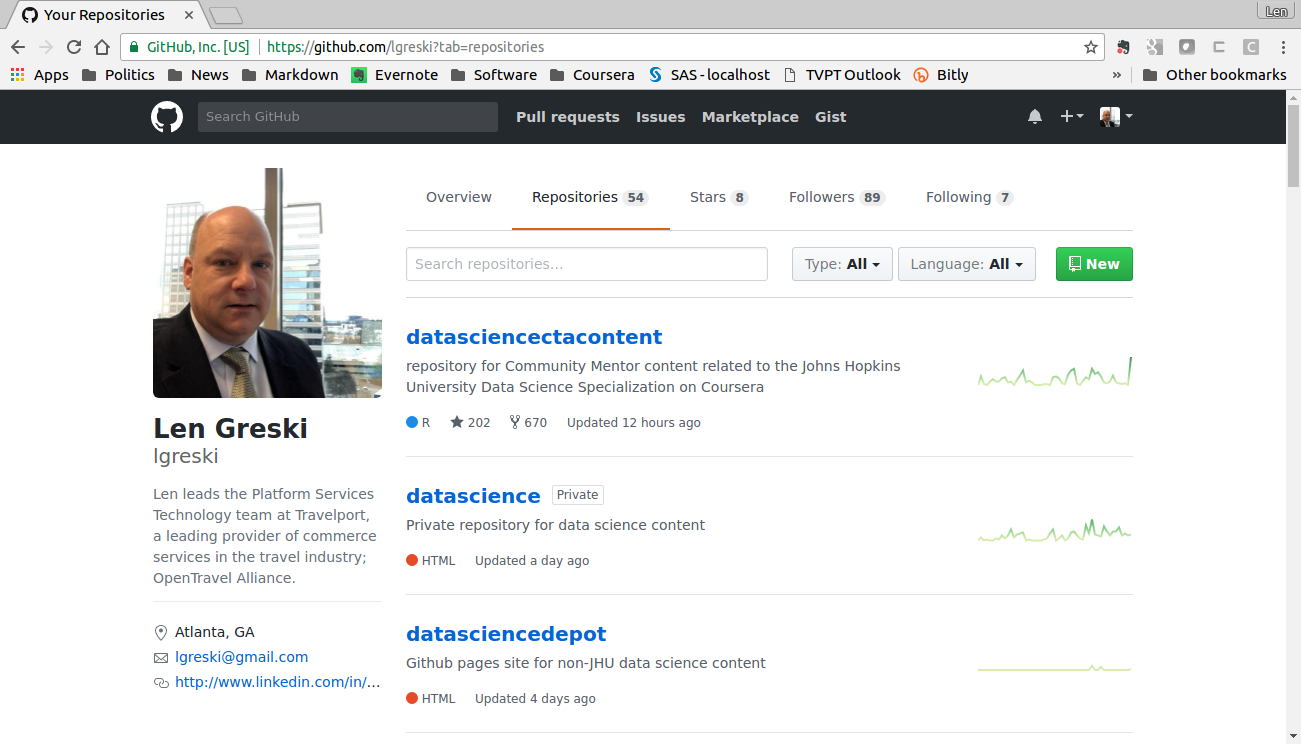 Your Repositories
Len
GitHub, Inc. [US] https://github.com/lgreski?tab=repositories
Apps Politics News Markdown Evernote Software Coursera SAS - localhost TVPT Outlook Bitly » Other bookmarks
Search GitHub Pull requests Issues Marketplace Gist
Overview Repositories 54 Stars 8 Followers 89 Following 7
Search repositories... Type: All Language: All New
datasciencectacontent
repository for Community Mentor content related to the Johns Hopkins
University Data Science Specialization on Coursera
R 202 670 Updated 12 hours ago
datascience Private
Private repository for data science content
HTML Updated a day ago
datasciencedepot
Github pages site for non-JHU data science content
HTML Updated 4 days ago
Len Greski
lgreski
Len leads the Platform Services
Technology team at Travelport,
a leading provider of commerce
services in the travel industry;
OpenTravel Alliance.
Atlanta, GA
lgreski@gmail.com
http://www.linkedin.com/in/...